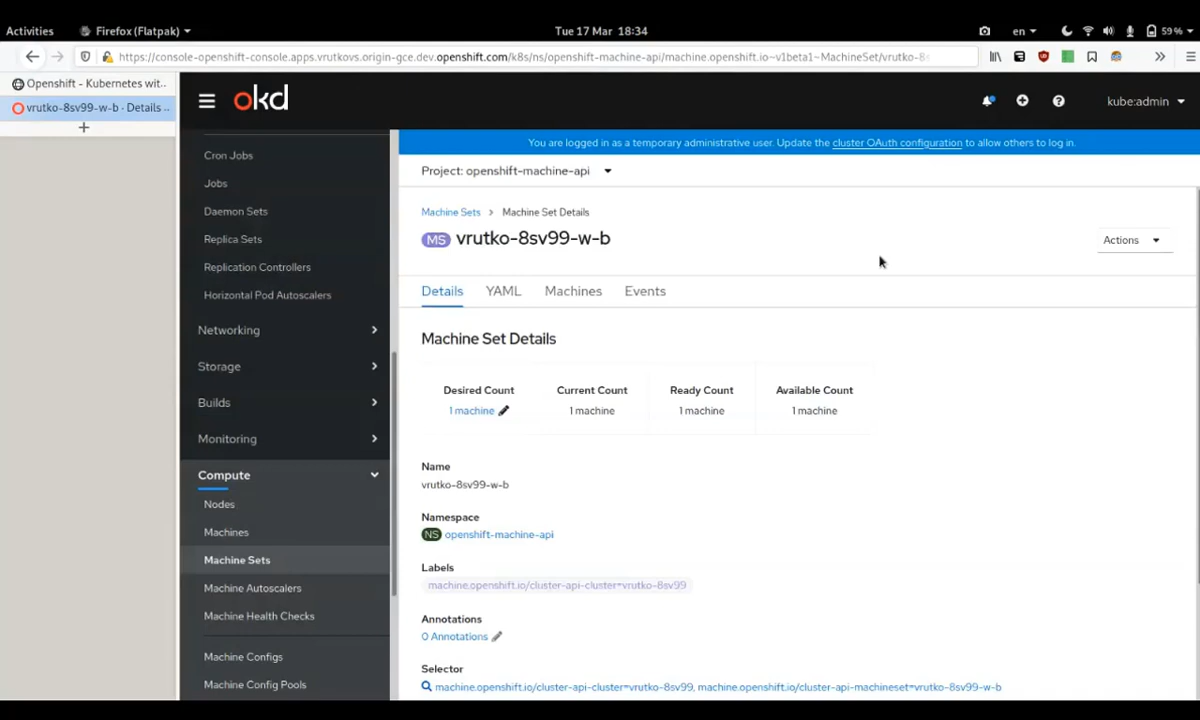 Activities Firefox (Flatpak) Tue 17 Mar 18:34 en 59 %
https://console-openshift-console.apps.vrutkovs.origin-gce.dev.openshift.com/k8s/ns/openshift-machine-api/machine.openshift.io~v1beta1~MachineSet/vrutko-8s
Openshift - Kubernetes wit..
vrutko-8sv99-w-b · Details ..
okd
kube:admin
You are logged in as a temporary administrative user. Update the cluster OAuth configuration to allow others to log in.
Project: openshift-machine-api
Cron Jobs
Jobs
Daemon Sets
Replica Sets
Replication Controllers
Horizontal Pod Autoscalers
Networking
Storage
Builds
Monitoring
Compute
Nodes
Machines
Machine Sets
Machine Autoscalers
Machine Health Checks
Machine Configs
Machine Config Pools
Machine Sets > Machine Set Details
MS vrutko-8sv99-w-b
Actions
Details YAML Machines Events
Machine Set Details
Desired Count Current Count Ready Count Available Count
1 machine 1 machine 1 machine 1 machine
Name
vrutko-8sv99-w-b
Namespace
NS openshift-machine-api
Labels
machine.openshift.io/cluster-api-cluster=vrutko-8sv99
Annotations
0 Annotations
Selector
machine.openshift.io/cluster-api-cluster=vrutko-8sv99, machine.openshift.io/cluster-api-machineset=vrutko-8sv99-w-b